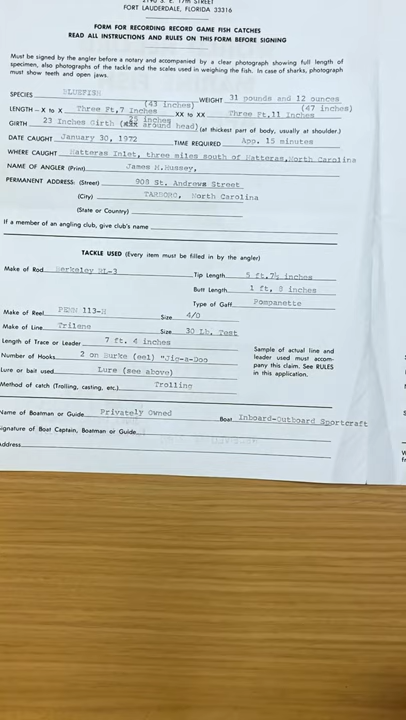 S. E. 17th STREET
FORT LAUDERDALE, FLORIDA 33316
FORM FOR RECORDING RECORD GAME FISH CATCHES
READ ALL INSTRUCTIONS AND RULES ON THIS FORM BEFORE SIGNING
Must be signed by the angler before a notary and accompanied by a clear photograph showing full length of
specimen, also photographs of the tackle and the scales used in weighing the fish. In case of sharks, photograph
must show teeth and open jaws.
SPECIES BLUEFISH WEIGHT 31 pounds and 12 ounces
(43 inches) (47 inches)
LENGTH – X to X Three Ft,7 Inches XX to XX Three Ft,11 Inches
GIRTH 23 Inches Girth ( inches around head) (at thickest part of body, usually at shoulder.)
DATE CAUGHT January 30, 1972 TIME REQUIRED App. 15 minutes
WHERE CAUGHT Hatteras Inlet, three miles south of Hatteras,North Carolina
NAME OF ANGLER (Print) James M.Hussey,
PERMANENT ADDRESS: (Street) 908 St. Andrews Street
(City) TARBORO, North Carolina
(State or Country)
If a member of an angling club, give club's name
TACKLE USED (Every item must be filled in by the angler)
Make of Rod Berkeley BL-3 Tip Length 5 ft,7½ inches
Butt Length 1 ft, 8 inches
Type of Gaff Pompanette
Make of Reel PENN 113-H Size 4/0
Make of Line Trilene Size 30 Lb. Test
Length of Trace or Leader 7 ft. 4 inches
Number of Hooks 2 on Burke (eel) "Jig-a-Doo
Lure or bait used Lure (see above)
Method of catch (Trolling, casting, etc.) Trolling
Sample of actual line and
leader used must accom-
pany this claim. See RULES
in this application.
Name of Boatman or Guide Privately Owned Boat Inboard-Outboard Sportcraft
Signature of Boat Captain, Boatman or Guide
Address